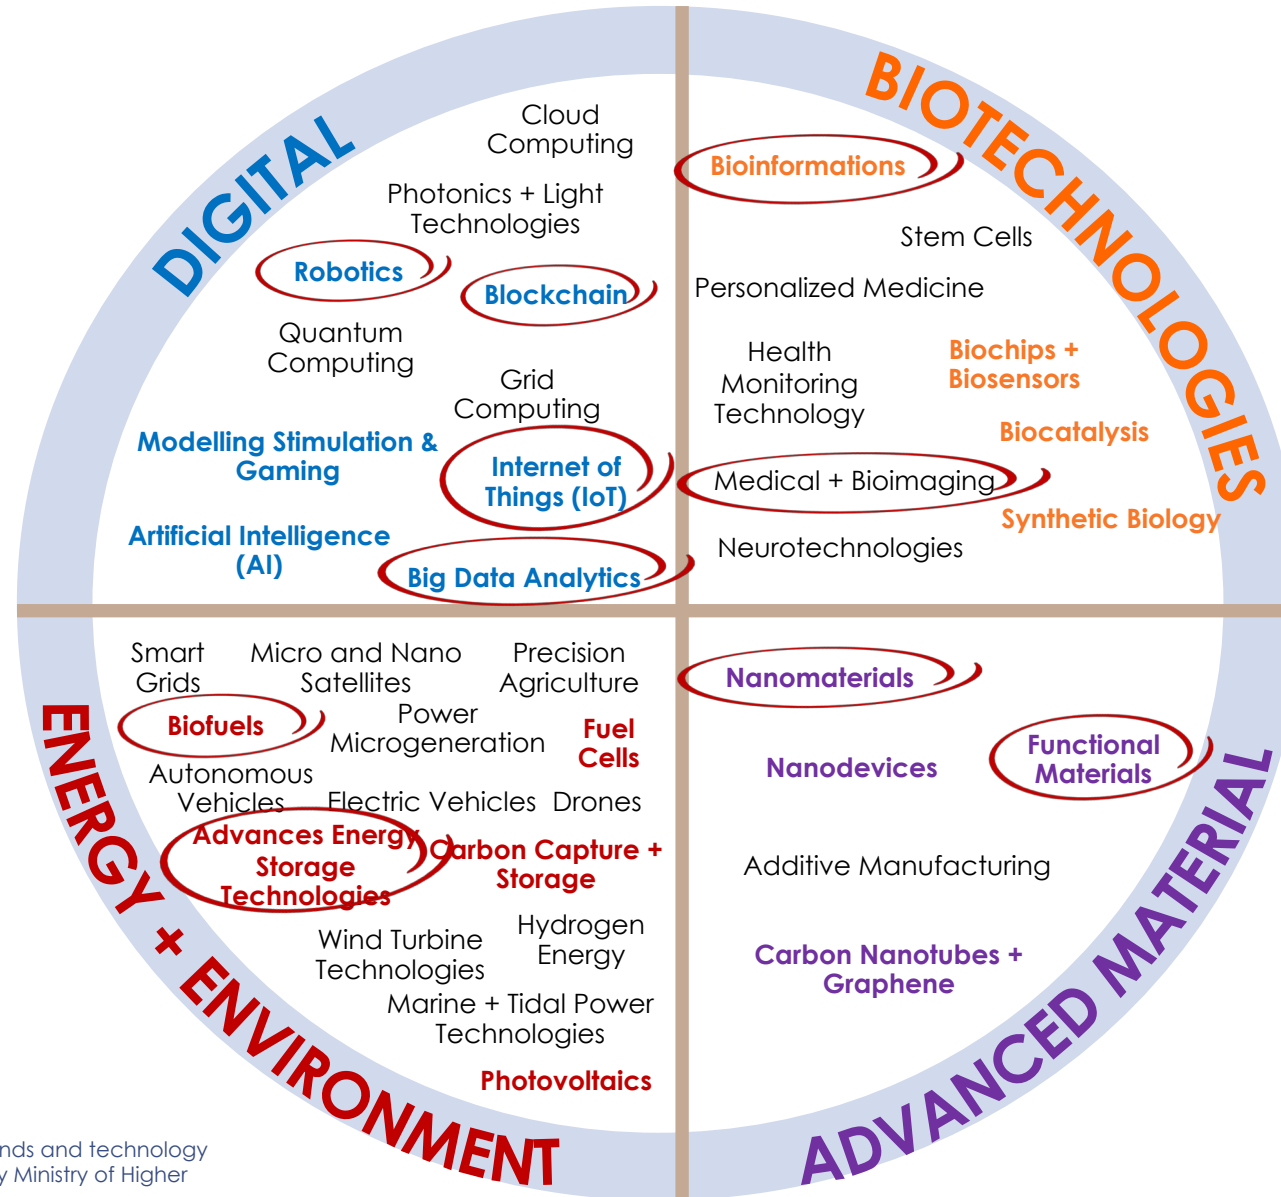 DIGITAL
Cloud
Computing
Photonics + Light
Technologies
Robotics
Blockchain
Quantum
Computing
Grid
Computing
Modelling Stimulation &
Gaming
Internet of
Things (IoT)
Artificial Intelligence
(AI)
Big Data Analytics
BIOTECHNOLOGIES
Bioinformations
Stem Cells
Personalized Medicine
Health
Monitoring
Technology
Biochips +
Biosensors
Biocatalysis
Medical + Bioimaging
Synthetic Biology
Neurotechnologies
ENERGY + ENVIRONMENT
Smart
Grids
Micro and Nano
Satellites
Precision
Agriculture
Biofuels
Power
Microgeneration
Fuel
Cells
Autonomous
Vehicles
Electric Vehicles
Drones
Advances Energy
Storage
Technologies
Carbon Capture +
Storage
Wind Turbine
Technologies
Hydrogen
Energy
Marine + Tidal Power
Technologies
Photovoltaics
ADVANCED MATERIAL
Nanomaterials
Functional
Materials
Nanodevices
Additive Manufacturing
Carbon Nanotubes +
Graphene
nds and technology
y Ministry of Higher